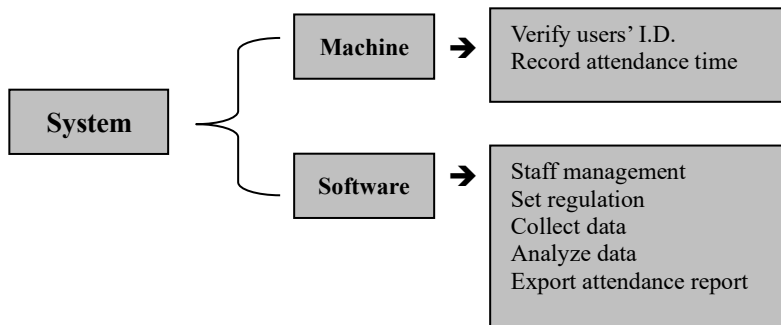 System
Machine
Verify users’ I.D.
Record attendance time
Software
Staff management
Set regulation
Collect data
Analyze data
Export attendance report